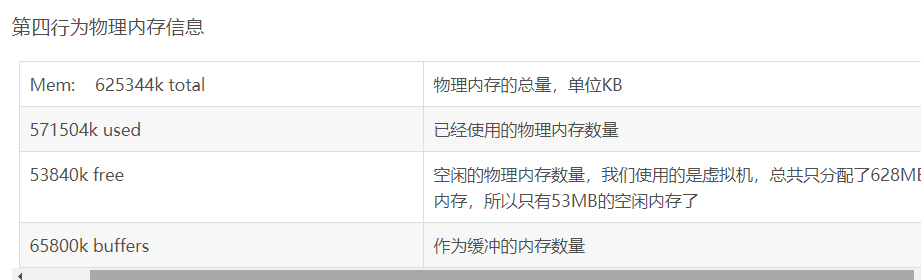 第四行为物理内存信息
Mem: 625344k total 物理内存的总量，单位KB
571504k used 已经使用的物理内存数量
53840k free 空闲的物理内存数量，我们使用的是虚拟机，总共只分配了628MB
内存，所以只有53MB的空闲内存了
65800k buffers 作为缓冲的内存数量